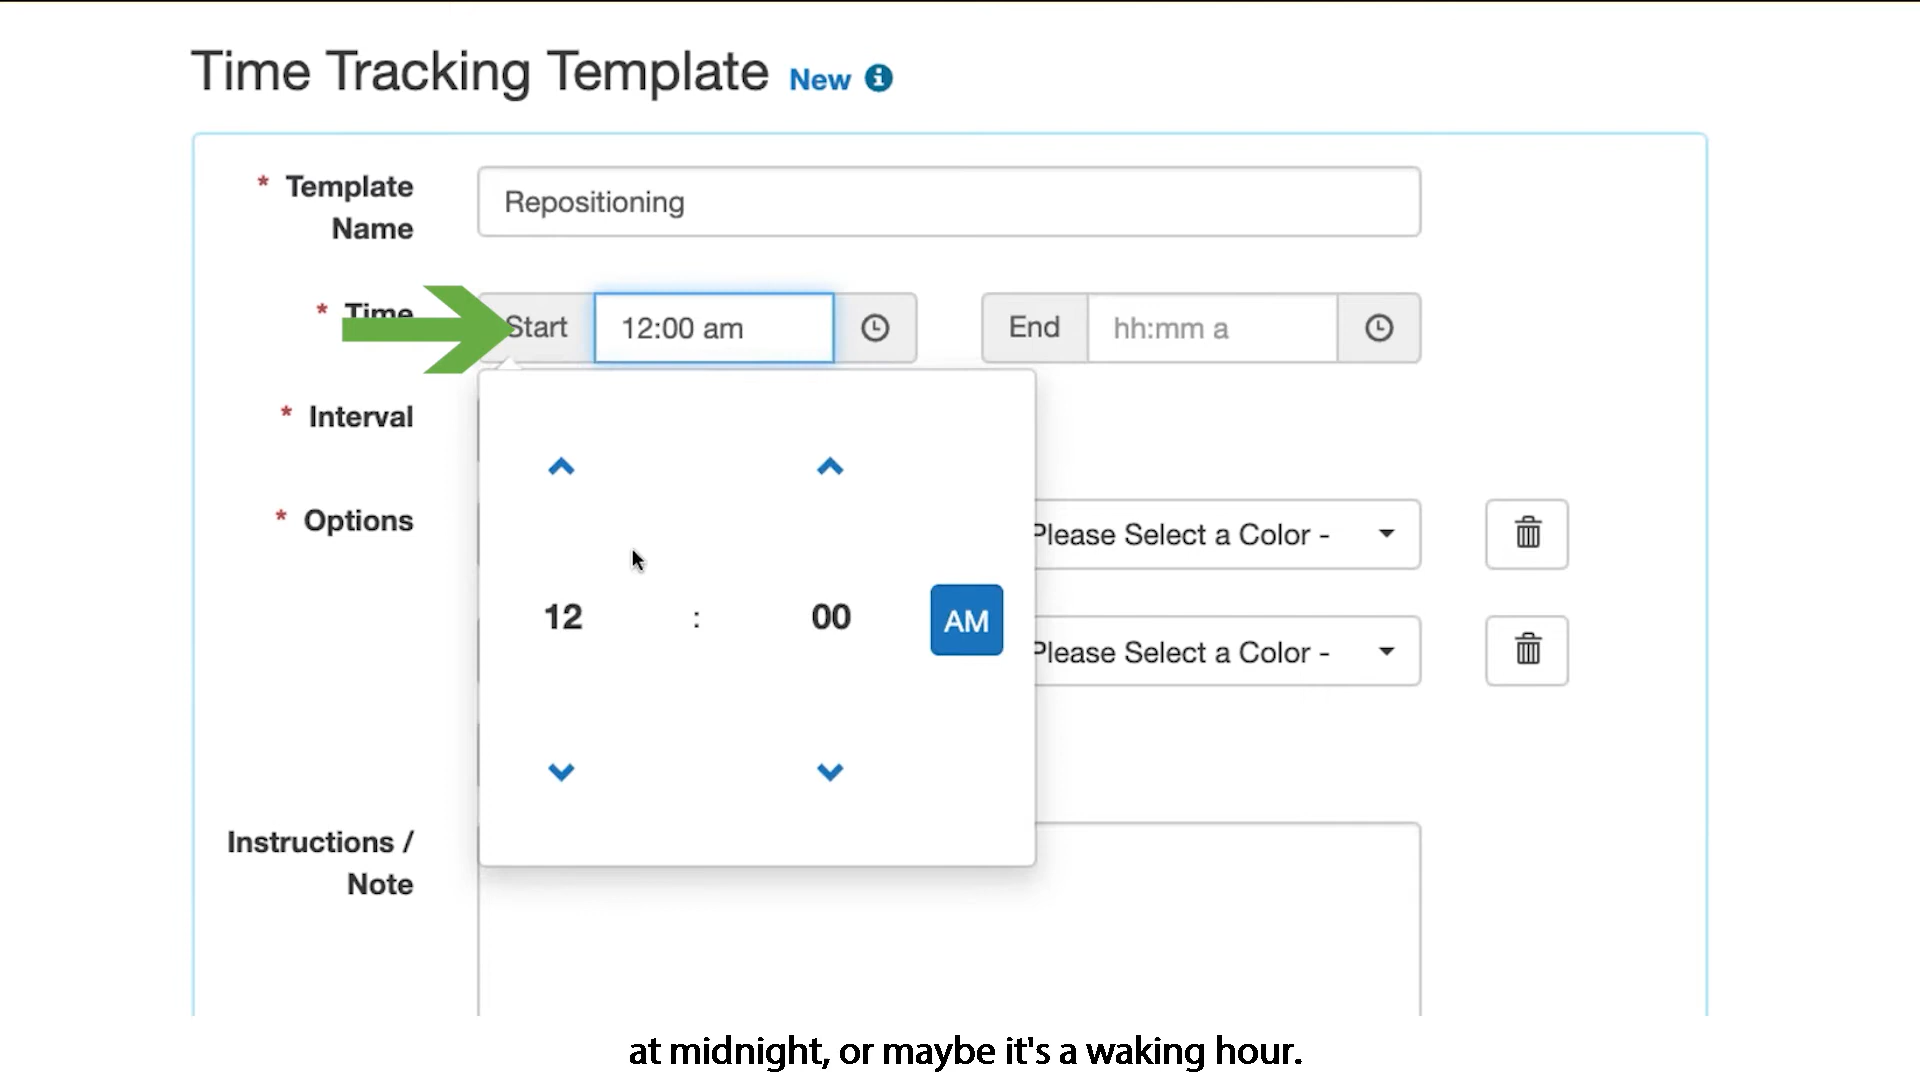 Time Tracking Template New
* Template
Name
Repositioning
* Time
Start
12:00 am
End
hh:mm a
* Interval
* Options
Please Select a Color -
12 : 00 AM
Please Select a Color -
Instructions /
Note
at midnight, or maybe it's a waking hour.